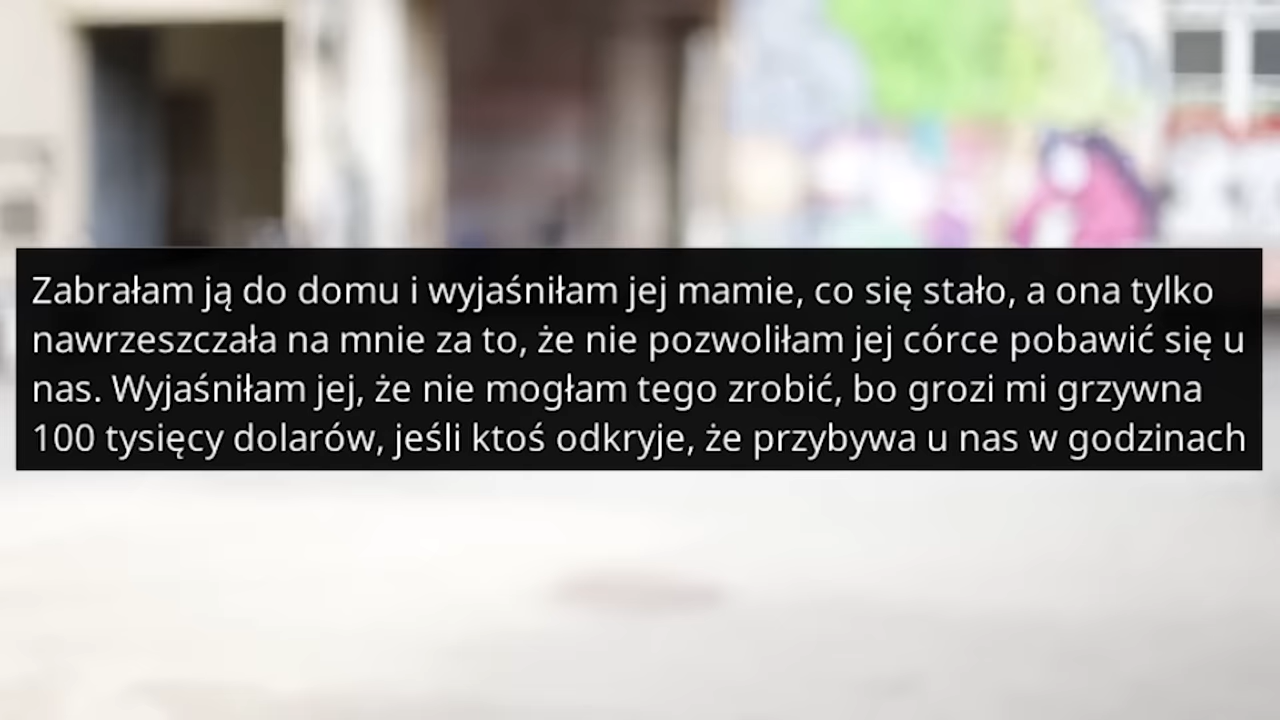 Zabrałam ją do domu i wyjaśniłam jej mamie, co się stało, a ona tylko
nawrzeszczała na mnie za to, że nie pozwoliłam jej córce pobawić się u
nas. Wyjaśniłam jej, że nie mogłam tego zrobić, bo grozi mi grzywna
100 tysięcy dolarów, jeśli ktoś odkryje, że przybywa u nas w godzinach